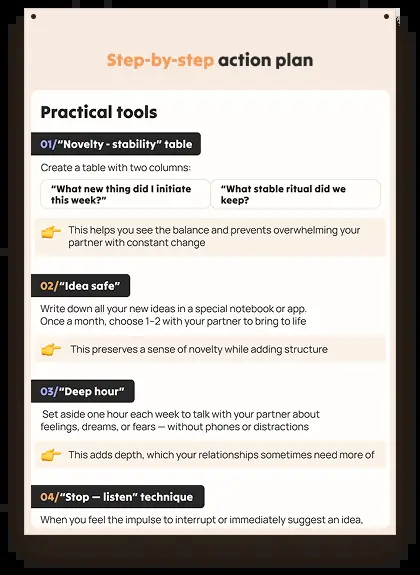 Step-by-step action plan
Practical tools
01/“Novelty - stability” table
Create a table with two columns:
“What new thing did I initiate
this week?”
“What stable ritual did we
keep?
This helps you see the balance and prevents overwhelming your
partner with constant change
02/“Idea safe”
Write down all your new ideas in a special notebook or app.
Once a month, choose 1–2 with your partner to bring to life
This preserves a sense of novelty while adding structure
03/“Deep hour”
Set aside one hour each week to talk with your partner about
feelings, dreams, or fears — without phones or distractions
This adds depth, which your relationships sometimes need more of
04/“Stop — listen” technique
When you feel the impulse to interrupt or immediately suggest an idea,